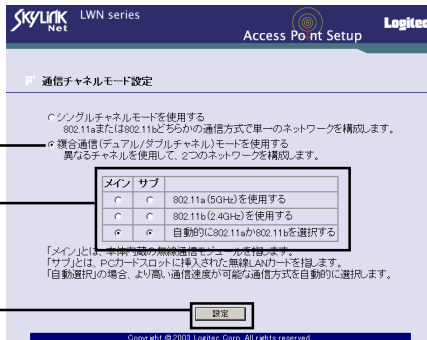 SKYLINK Net LWN series
Access Point Setup
Logitec
通信チャネルモード設定
シングルチャネルモードを使用する
802.11aまたは802.11bどちらかの通信方式で単一のネットワークを構成します。
複合通信(デュアル/ダブルチャネル)モードを使用する
異なるチャネルを使用して、2つのネットワークを構成します。
メイン サブ
802.11a(5GHz)を使用する
802.11b(2.4GHz)を使用する
自動的に802.11aか802.11bを選択する
「メイン」とは、本体内蔵の無線通信モジュールを指します。
「サブ」とは、PCカードスロットに挿入された無線LANカードを指します。
「自動選択」の場合、より高い通信速度が可能な通信方式を自動的に選択します。
設定
Copyright © 2003 Logitec Corp. All rights reserved.